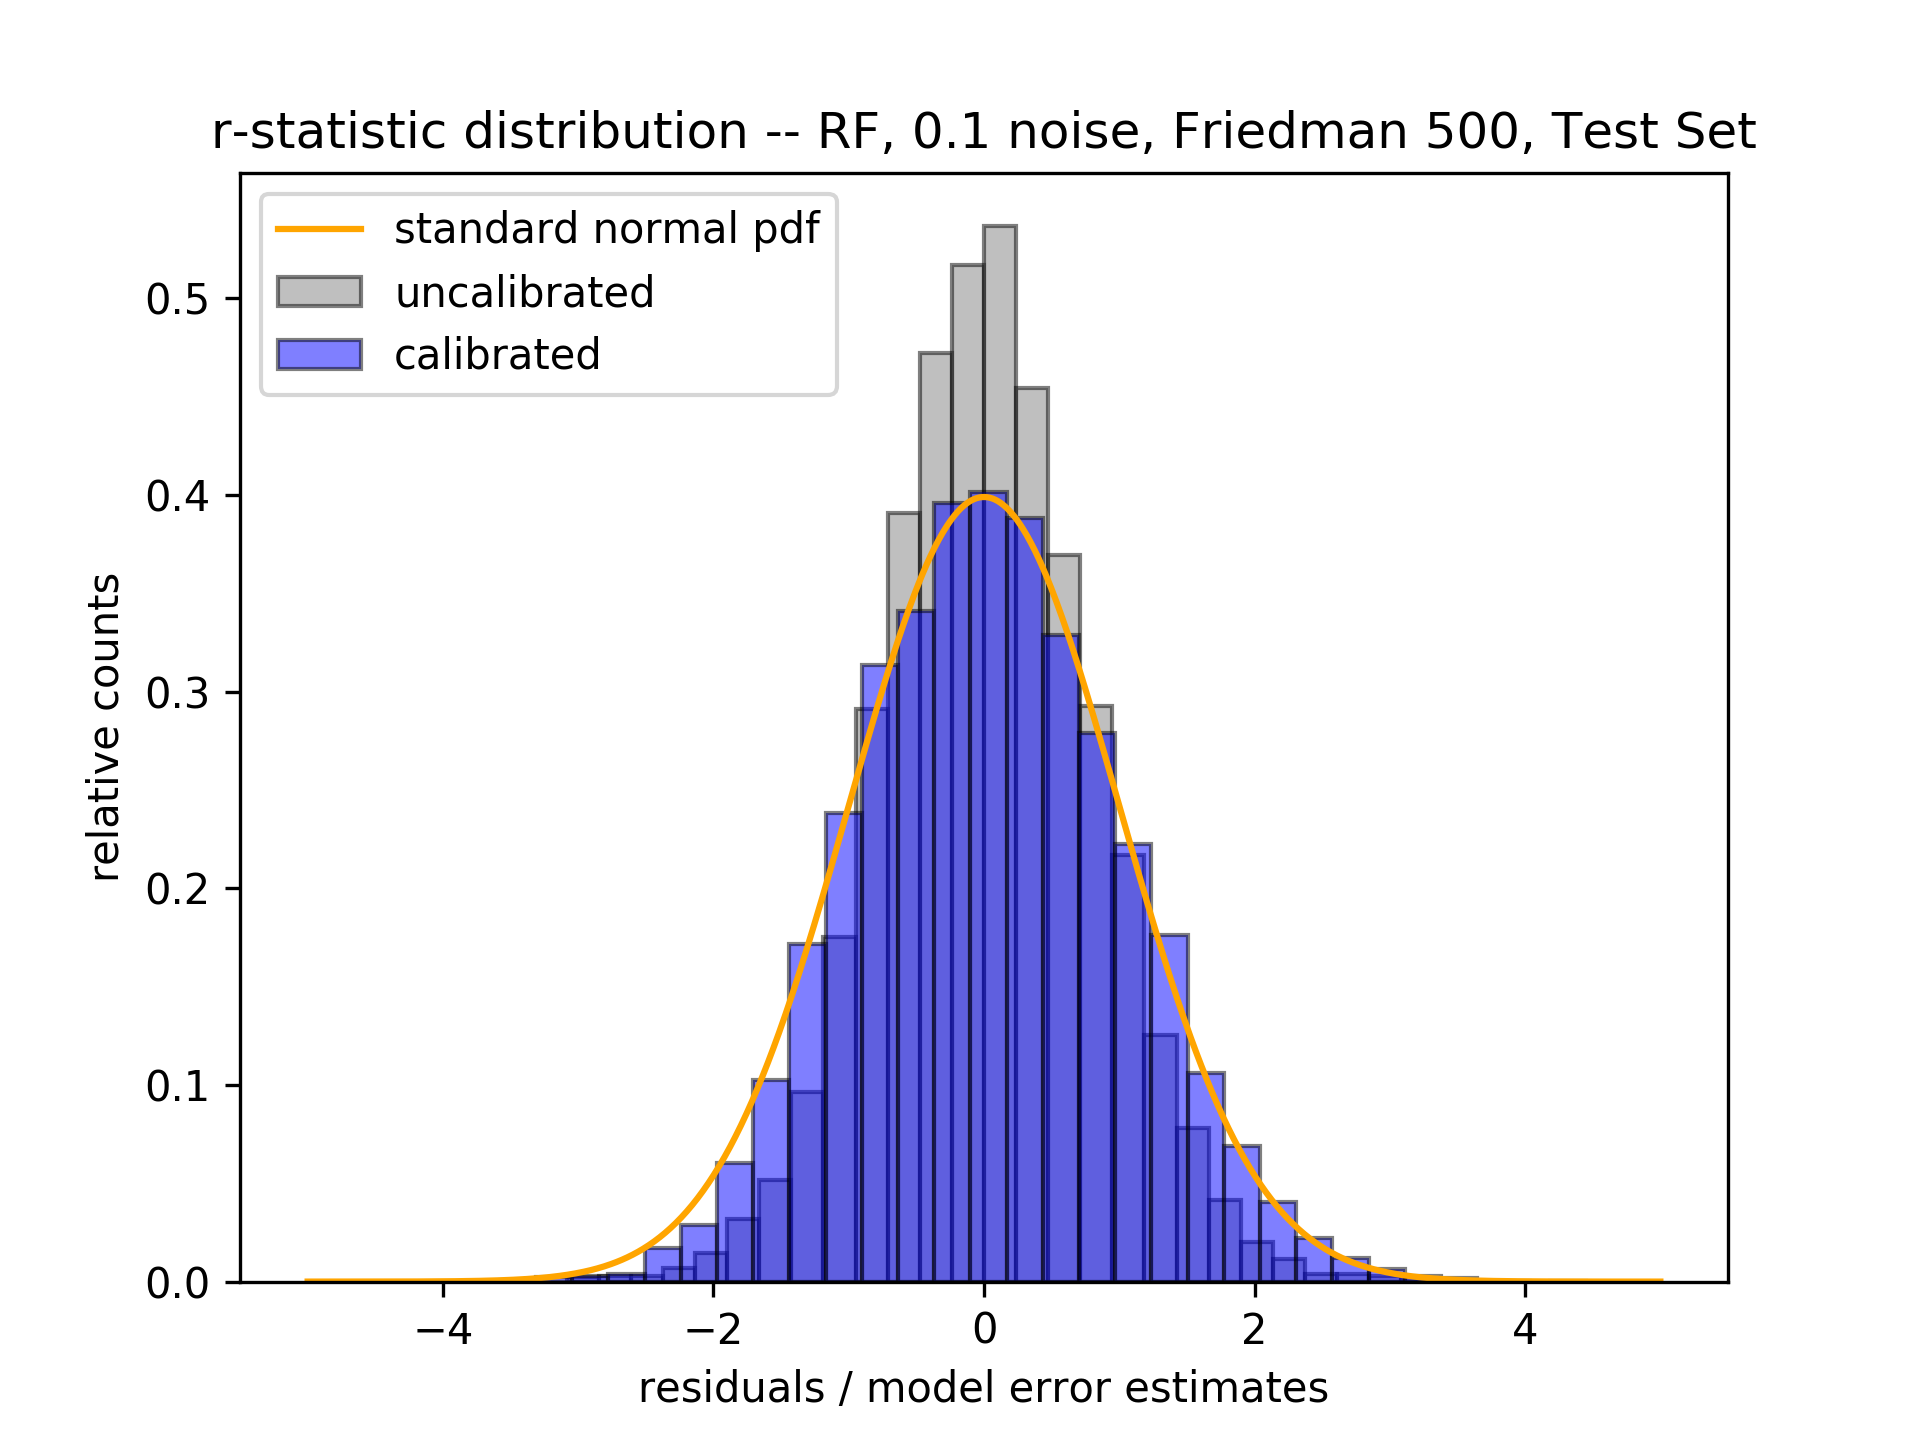 r-statistic distribution -- RF, 0.1 noise, Friedman 500, Test Set
standard normal pdf
uncalibrated
calibrated
relative counts
0.5
0.4
0.3
0.2
0.1
0.0
−4
−2
0
2
4
residuals / model error estimates